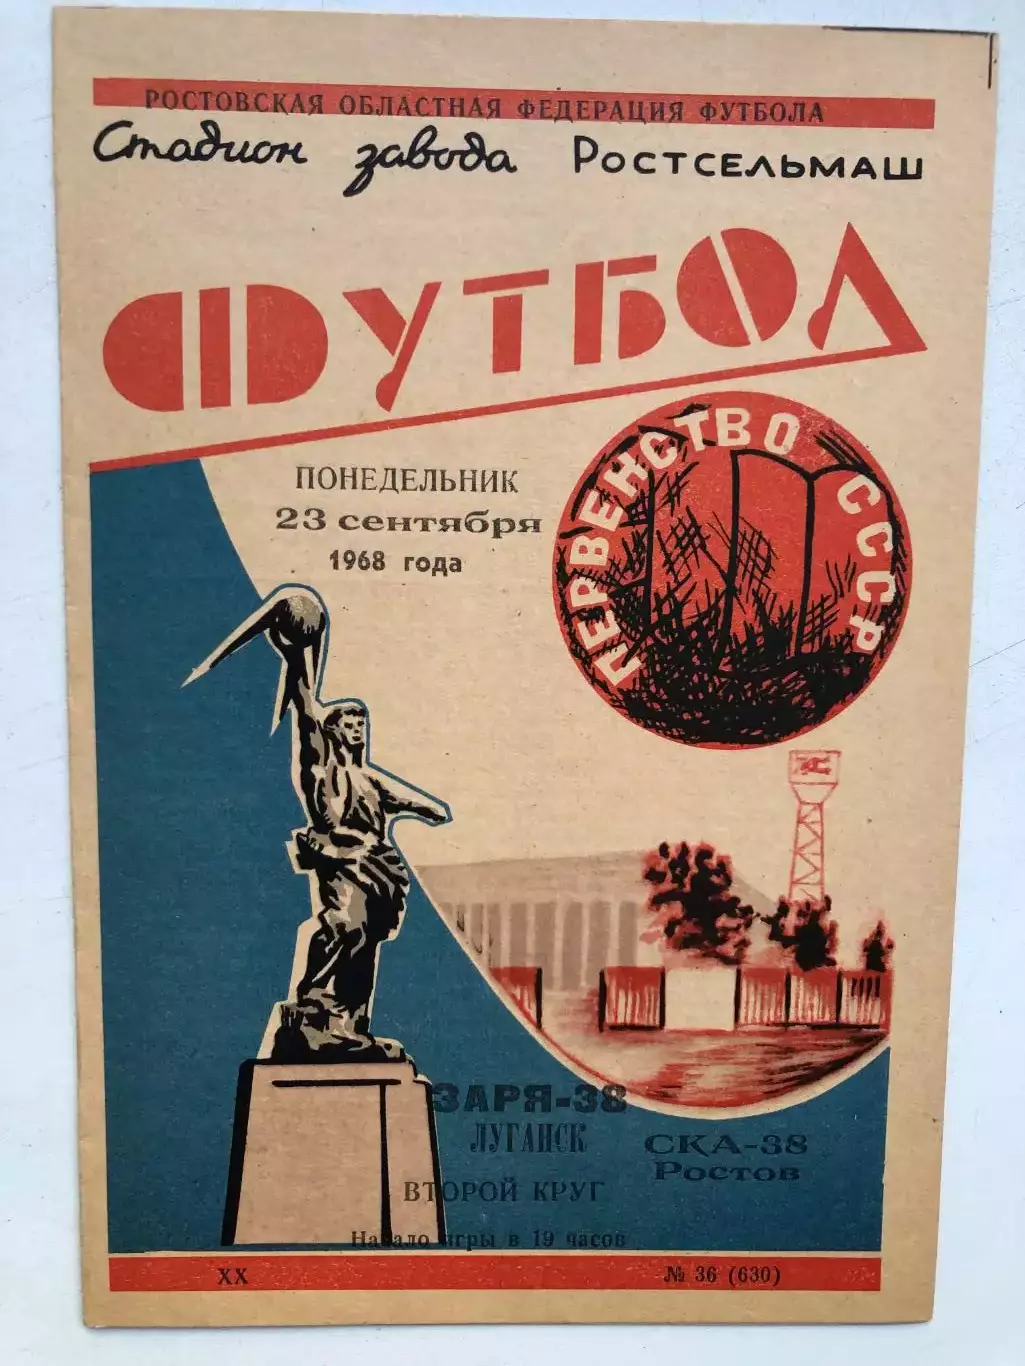 РОСТОВСКАЯ ОБЛАСТНАЯ ФЕДЕРАЦИЯ ФУТБОЛА
Стадион завода РОСТСЕЛЬМАШ
ФУТБОЛ
ПЕРВЕНСТВО СССР
ПОНЕДЕЛЬНИК
23 сентября
1968 года
ЗАРЯ-38
ЛУГАНСК
СКА-38
Ростов
ВТОРОЙ КРУГ
Начало игры в 19 часов
XX
№ 36 (630)